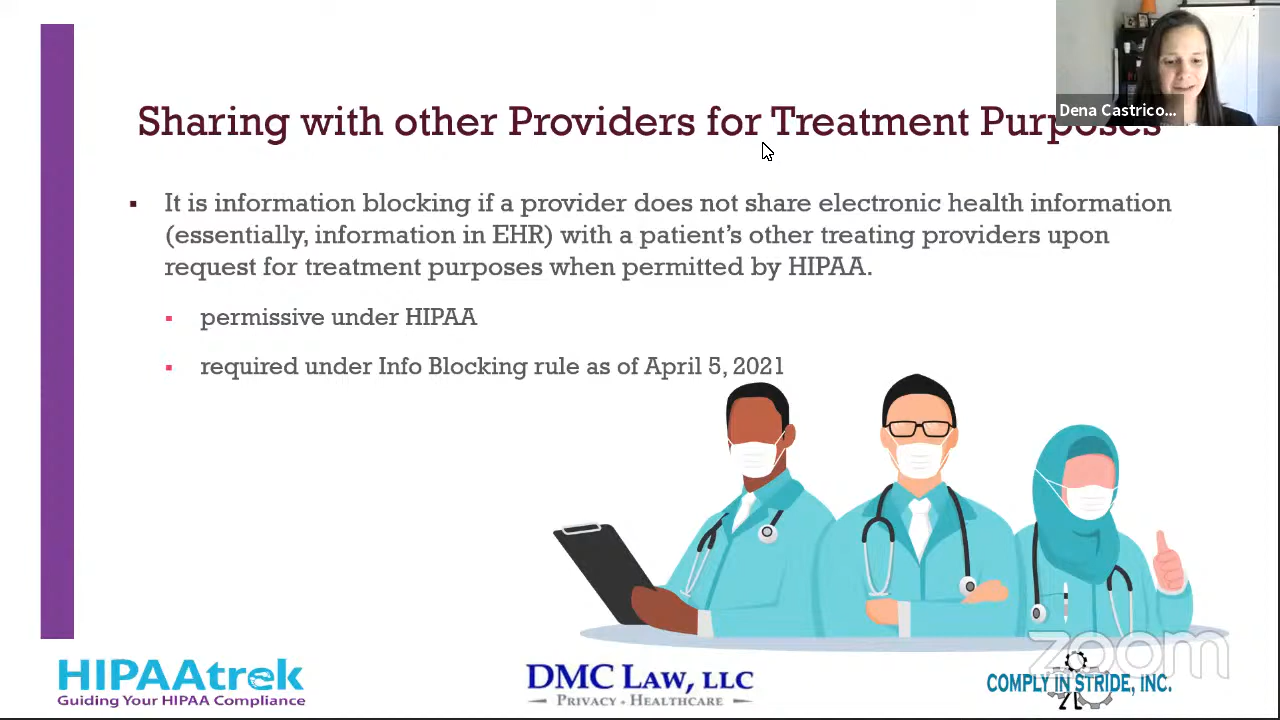 Dena Castrico...
Sharing with other Providers for Treatment Purposes
It is information blocking if a provider does not share electronic health information
(essentially, information in EHR) with a patient's other treating providers upon
request for treatment purposes when permitted by HIPAA.
permissive under HIPAA
required under Info Blocking rule as of April 5, 2021
zoom
HIPAAtrek
Guiding Your HIPAA Compliance
DMC LAW, LLC
PRIVACY • HEALTHCARE
COMPLY IN STRIDE, INC.